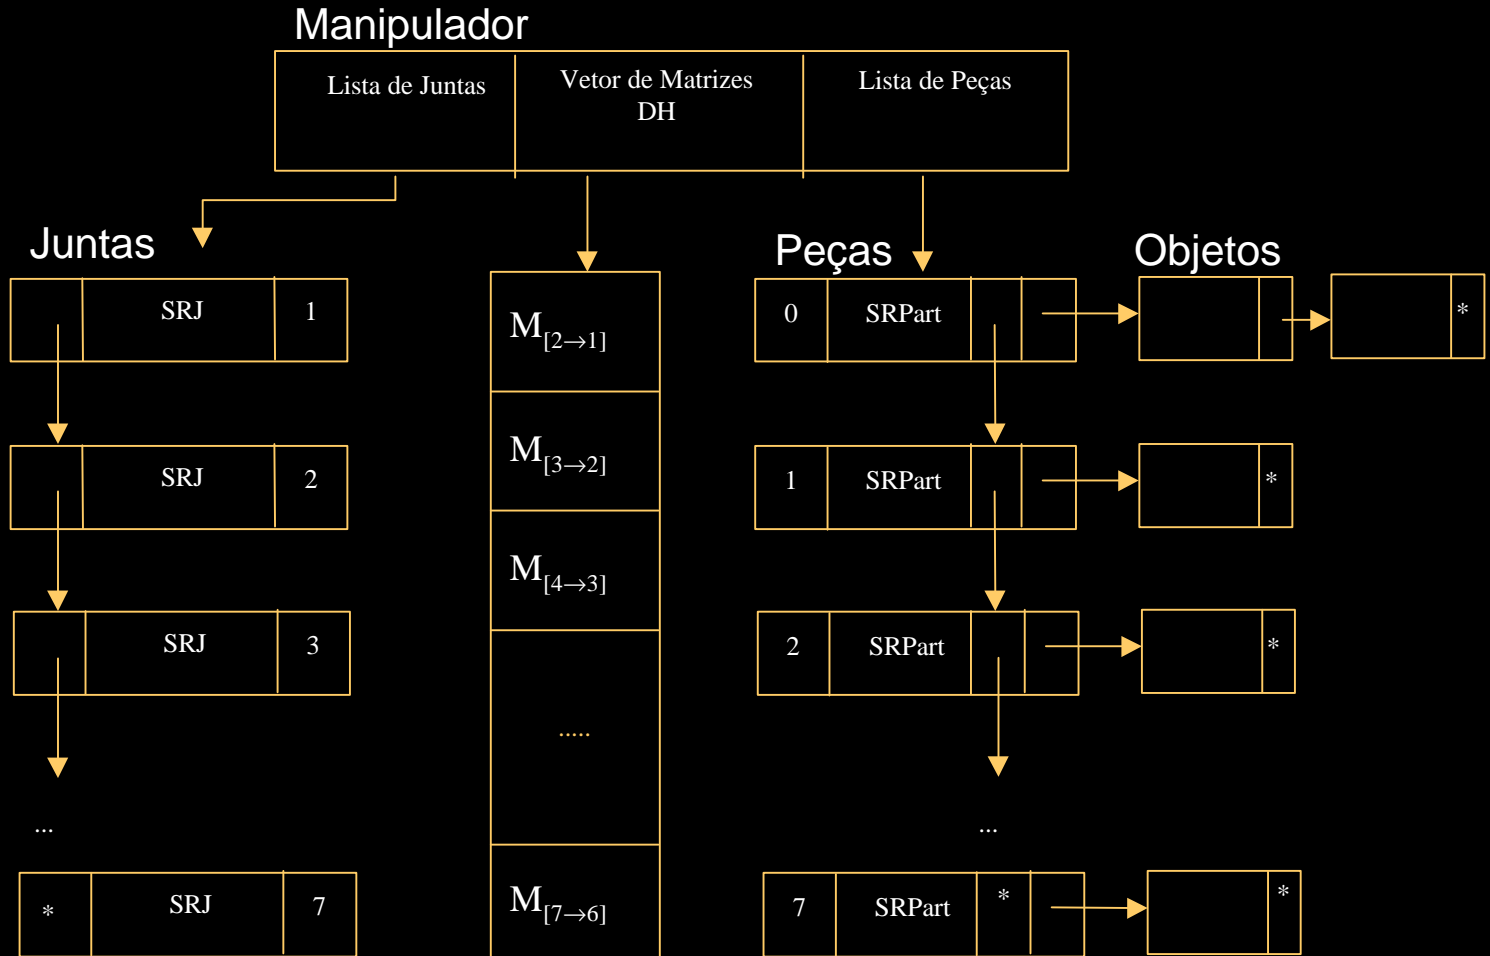 Manipulador
Lista de Juntas
Vetor de Matrizes
DH
Lista de Peças
Juntas
Peças
Objetos
SRJ 1
M[2→1]
0 SRPart
*
SRJ 2
M[3→2]
1 SRPart *
M[4→3]
SRJ 3
2 SRPart *
.....
...
...
* SRJ 7
M[7→6]
7 SRPart * *